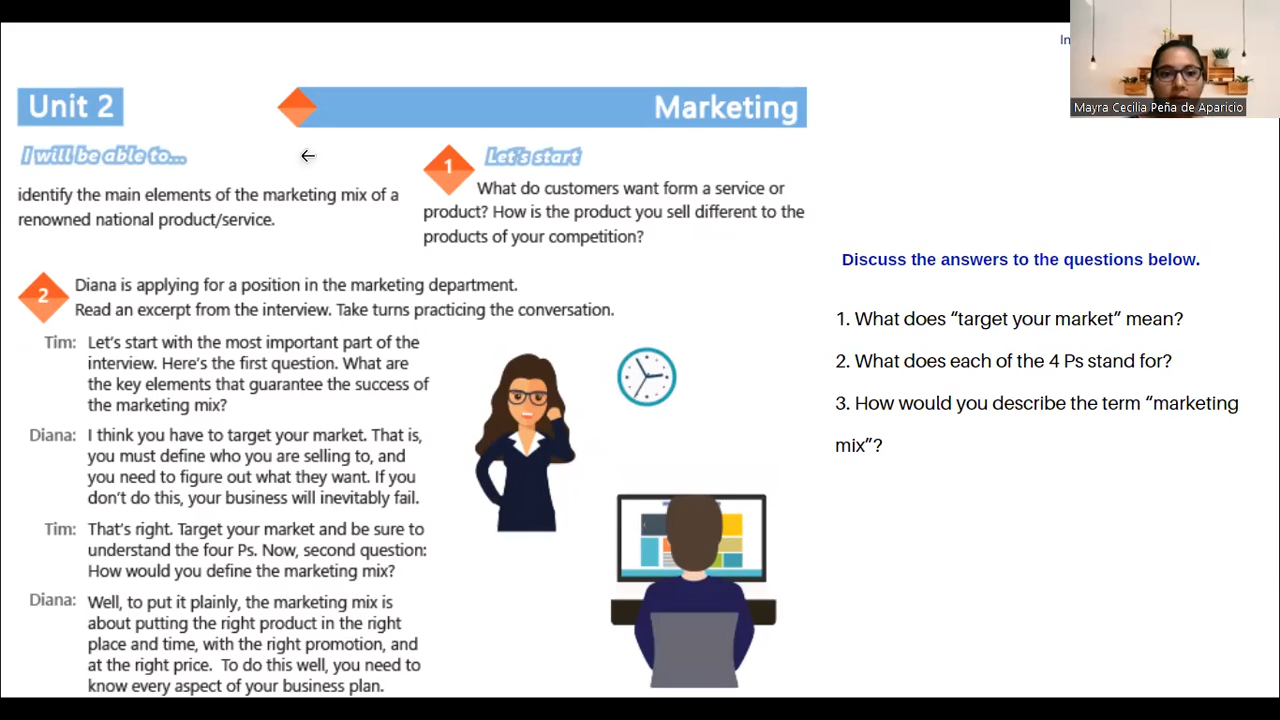 In
Mayra Cecilia Peña de Aparicio
Unit 2
Marketing
I will be able to...
identify the main elements of the marketing mix of a
renowned national product/service.
1
Let's start
What do customers want form a service or
product? How is the product you sell different to the
products of your competition?
2
Diana is applying for a position in the marketing department.
Read an excerpt from the interview. Take turns practicing the conversation.
Tim: Let's start with the most important part of the
interview. Here's the first question. What are
the key elements that guarantee the success of
the marketing mix?
Diana: I think you have to target your market. That is,
you must define who you are selling to, and
you need to figure out what they want. If you
don't do this, your business will inevitably fail.
Tim: That's right. Target your market and be sure to
understand the four Ps. Now, second question:
How would you define the marketing mix?
Diana: Well, to put it plainly, the marketing mix is
about putting the right product in the right
place and time, with the right promotion, and
at the right price. To do this well, you need to
know every aspect of your business plan.
Discuss the answers to the questions below.
1. What does “target your market” mean?
2. What does each of the 4 Ps stand for?
3. How would you describe the term “marketing
mix”?